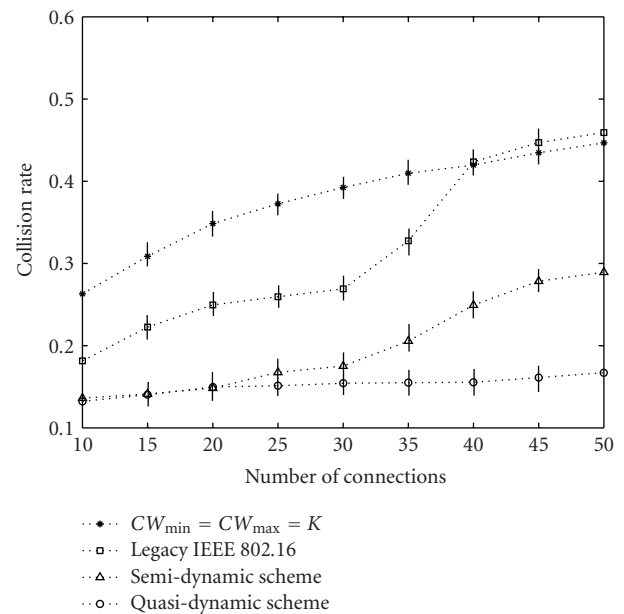 0.6
0.5
0.4
0.3
0.2
0.1
Collision rate
10 15 20 25 30 35 40 45 50
Number of connections
CWmin = CWmax = K
Legacy IEEE 802.16
Semi-dynamic scheme
Quasi-dynamic scheme